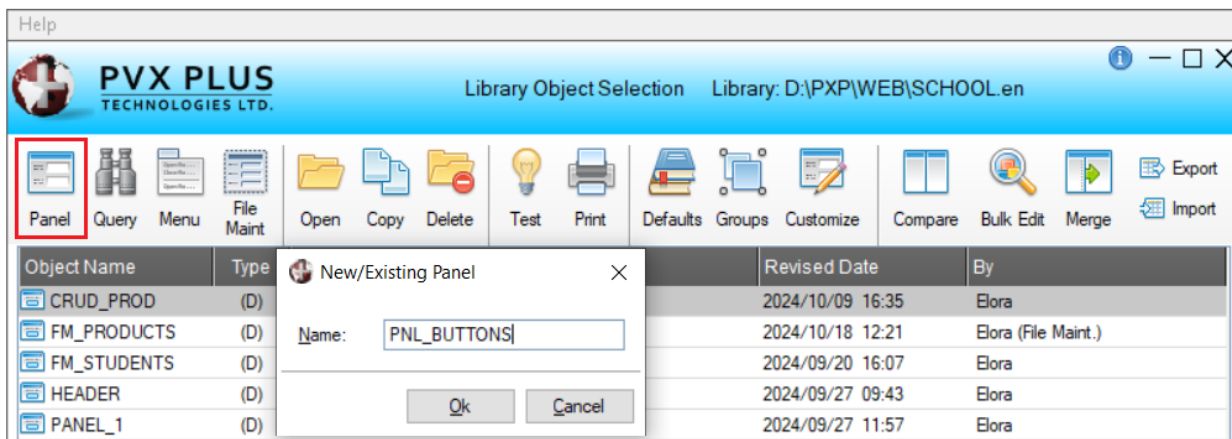 Help
PVX PLUS
TECHNOLOGIES LTD.
Library Object Selection Library: D:\PXP\WEB\SCHOOL.en
Panel Query Menu File Maint Open Copy Delete Test Print Defaults Groups Customize Compare Bulk Edit Merge
Export
Import
Object Name Type Revised Date By
New/Existing Panel
Name: PNL_BUTTONS
Ok Cancel
CRUD_PROD (D) 2024/10/09 16:35 Elora
FM_PRODUCTS (D) 2024/10/18 12:21 Elora (File Maint.)
FM_STUDENTS (D) 2024/09/20 16:07 Elora
HEADER (D) 2024/09/27 09:43 Elora
PANEL_1 (D) 2024/09/27 11:57 Elora